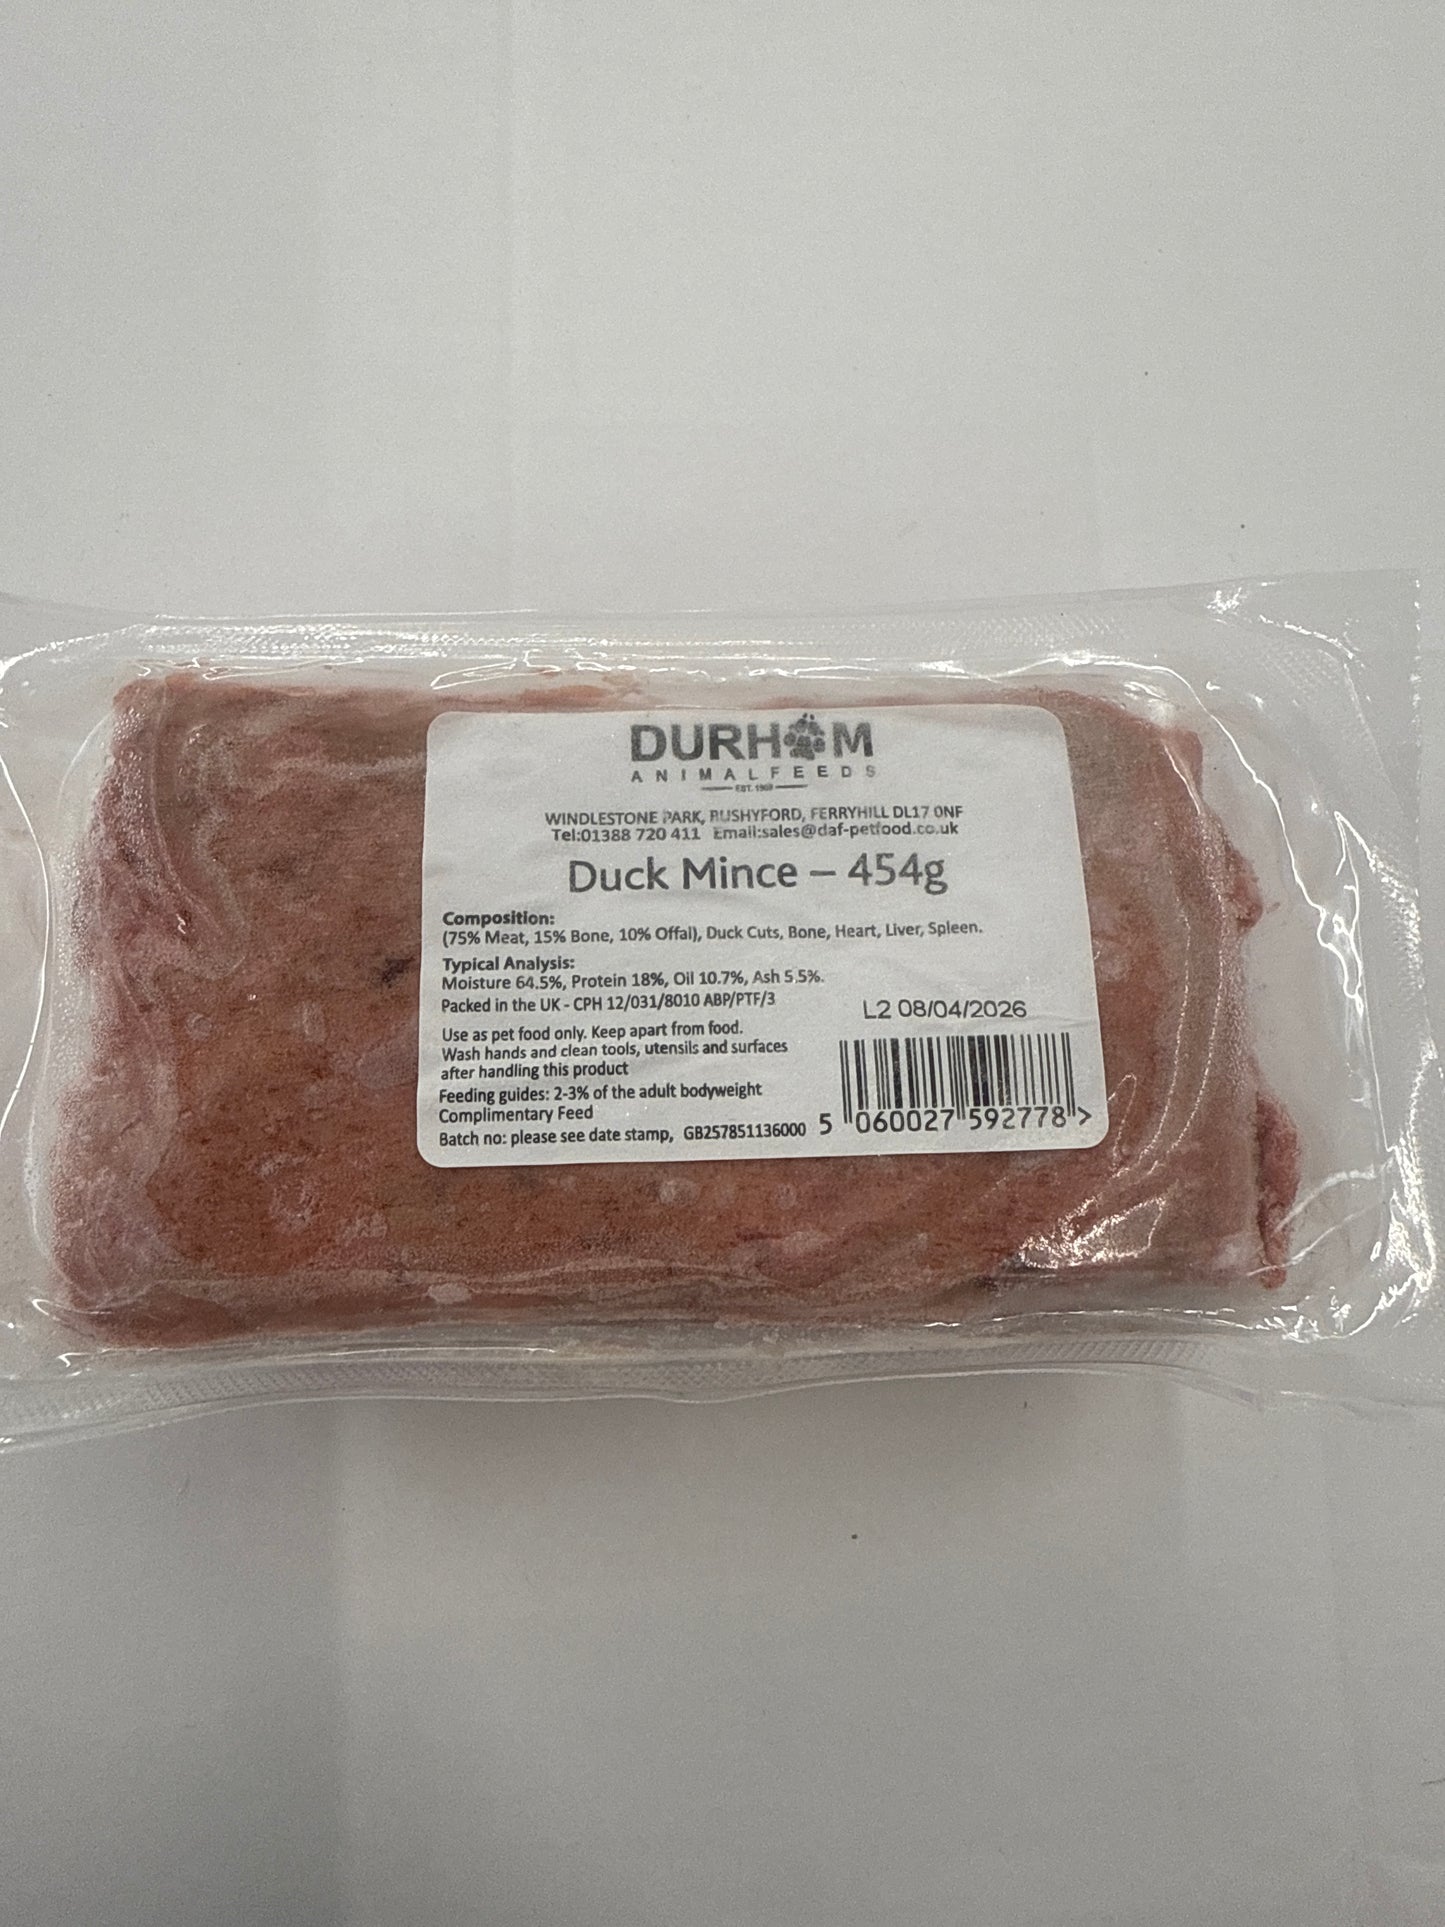 DURHAM
ANIMALFEEDS
EST. 1969
WINDLESTONE PARK, RUSHYFORD, FERRYHILL DL17 0NF
Tel:01388 720 411 Email:sales@daf-petfood.co.uk
Duck Mince – 454g
Composition:
(75% Meat, 15% Bone, 10% Offal), Duck Cuts, Bone, Heart, Liver, Spleen.
Typical Analysis:
Moisture 64.5%, Protein 18%, Oil 10.7%, Ash 5.5%.
Packed in the UK - CPH 12/031/8010 ABP/PTF/3
L2 08/04/2026
Use as pet food only. Keep apart from food.
Wash hands and clean tools, utensils and surfaces
after handling this product
Feeding guides: 2-3% of the adult bodyweight
Complimentary Feed
Batch no: please see date stamp, GB257851136000
5 060027 592778 >